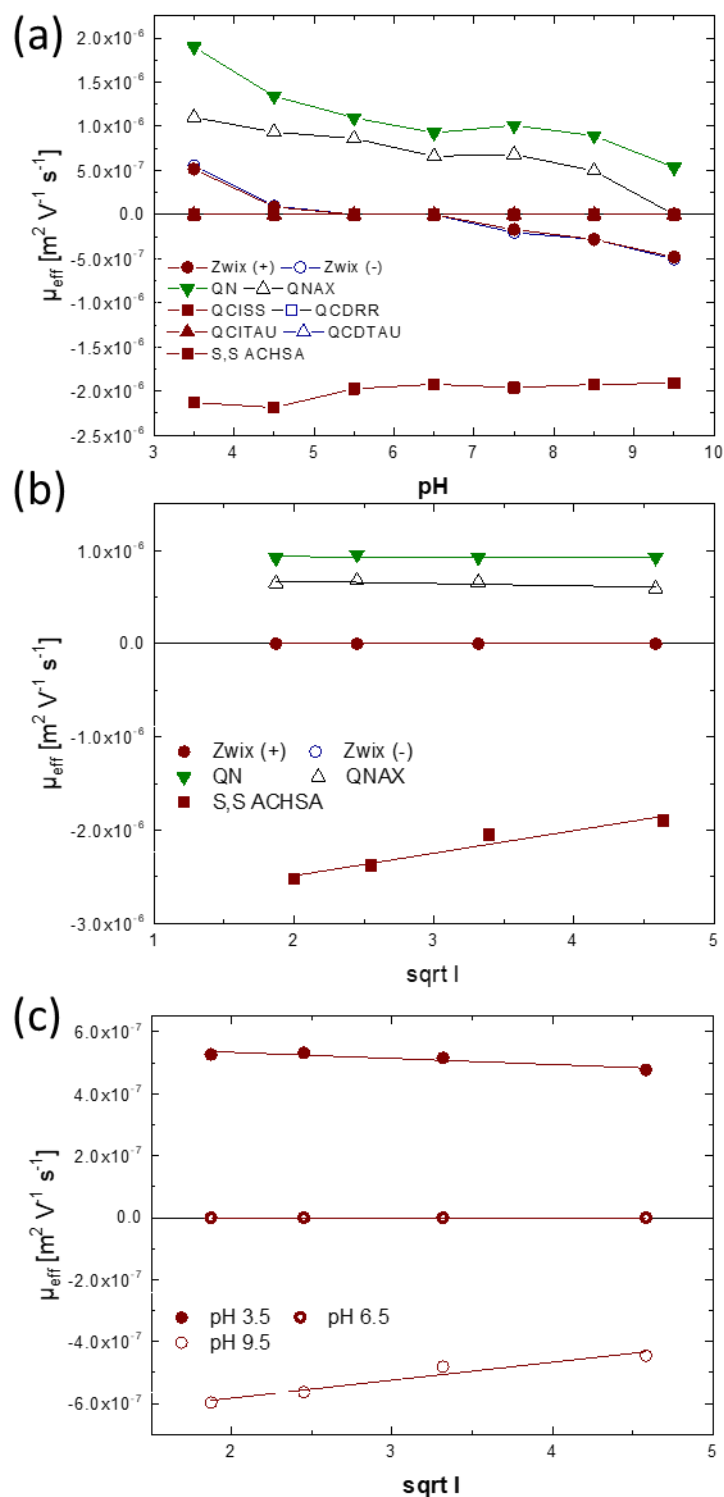 (a)
2.0x10-6
1.5x10-6
1.0x10-6
5.0x10-7
0.0
-5.0x10-7
-1.0x10-6
-1.5x10-6
-2.0x10-6
-2.5x10-6
μeff [m2 V-1 s-1]
Zwix (+) Zwix (-)
QN QNAX
QCISS QCDRR
QCITAU QCDTAU
S,S ACHSA
3 4 5 6 7 8 9 10
pH
(b)
1.0x10-6
0.0
-1.0x10-6
-2.0x10-6
-3.0x10-6
μeff [m2 V-1 s-1]
Zwix (+) Zwix (-)
QN QNAX
S,S ACHSA
1 2 3 4 5
sqrt I
(c)
6.0x10-7
4.0x10-7
2.0x10-7
0.0
-2.0x10-7
-4.0x10-7
-6.0x10-7
μeff [m2 V-1 s-1]
pH 3.5 pH 6.5
pH 9.5
2 3 4 5
sqrt I